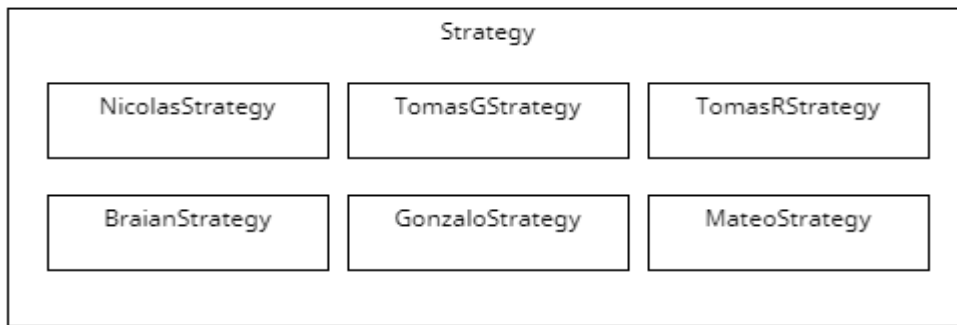 Strategy
NicolasStrategy
TomasGStrategy
TomasRStrategy
BraianStrategy
GonzaloStrategy
MateoStrategy